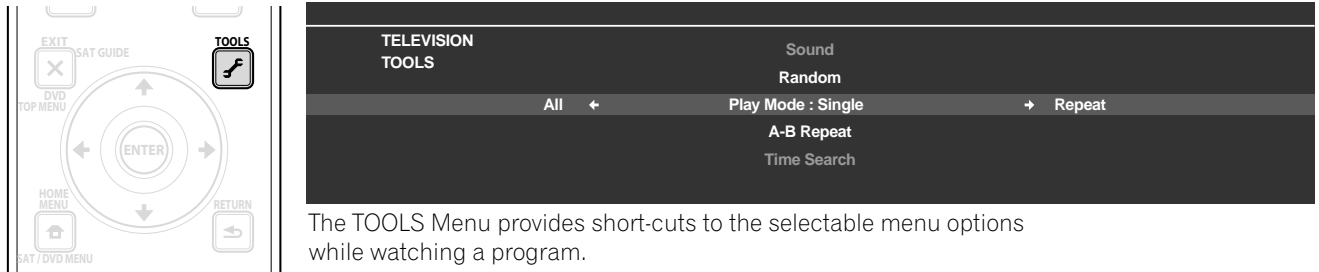 EXIT
SAT GUIDE
TOOLS
DVD
TOP MENU
ENTER
HOME
MENU
RETURN
SAT / DVD MENU
TELEVISION
TOOLS
Sound
Random
All Play Mode : Single Repeat
A-B Repeat
Time Search
The TOOLS Menu provides short-cuts to the selectable menu options
while watching a program.